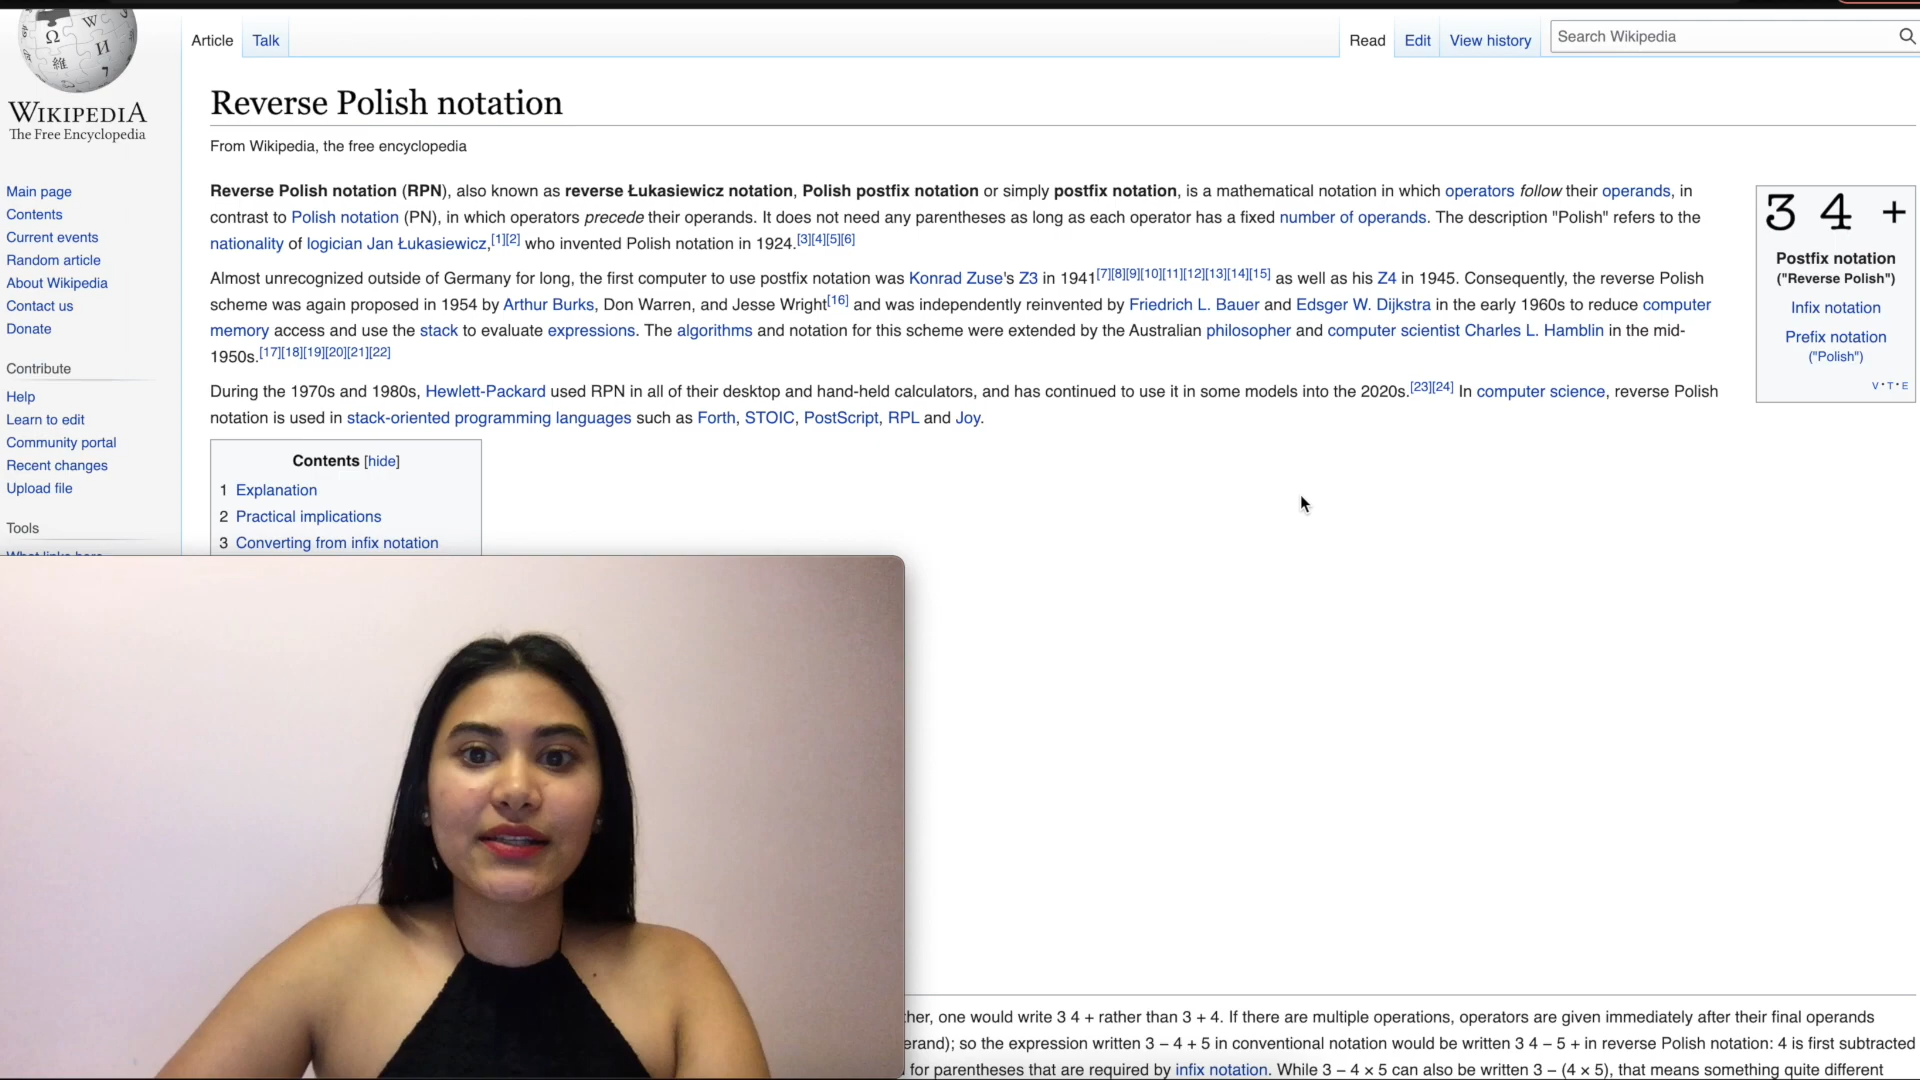 Article Talk Read Edit View history Search Wikipedia
WIKIPEDIA
The Free Encyclopedia
Main page
Contents
Current events
Random article
About Wikipedia
Contact us
Donate
Contribute
Help
Learn to edit
Community portal
Recent changes
Upload file
Tools
What links here
Reverse Polish notation
From Wikipedia, the free encyclopedia
Reverse Polish notation (RPN), also known as reverse Łukasiewicz notation, Polish postfix notation or simply postfix notation, is a mathematical notation in which operators follow their operands, in
contrast to Polish notation (PN), in which operators precede their operands. It does not need any parentheses as long as each operator has a fixed number of operands. The description "Polish" refers to the
nationality of logician Jan Łukasiewicz,[1][2] who invented Polish notation in 1924.[3][4][5][6]
Almost unrecognized outside of Germany for long, the first computer to use postfix notation was Konrad Zuse's Z3 in 1941[7][8][9][10][11][12][13][14][15] as well as his Z4 in 1945. Consequently, the reverse Polish
scheme was again proposed in 1954 by Arthur Burks, Don Warren, and Jesse Wright[16] and was independently reinvented by Friedrich L. Bauer and Edsger W. Dijkstra in the early 1960s to reduce computer
memory access and use the stack to evaluate expressions. The algorithms and notation for this scheme were extended by the Australian philosopher and computer scientist Charles L. Hamblin in the mid-
1950s.[17][18][19][20][21][22]
During the 1970s and 1980s, Hewlett-Packard used RPN in all of their desktop and hand-held calculators, and has continued to use it in some models into the 2020s.[23][24] In computer science, reverse Polish
notation is used in stack-oriented programming languages such as Forth, STOIC, PostScript, RPL and Joy.
3 4 +
Postfix notation
("Reverse Polish")
Infix notation
Prefix notation
("Polish")
V·T·E
Contents [hide]
1 Explanation
2 Practical implications
3 Converting from infix notation
ther, one would write 3 4 + rather than 3 + 4. If there are multiple operations, operators are given immediately after their final operands
erand); so the expression written 3 − 4 + 5 in conventional notation would be written 3 4 − 5 + in reverse Polish notation: 4 is first subtracted
for parentheses that are required by infix notation. While 3 − 4 × 5 can also be written 3 − (4 × 5), that means something quite different